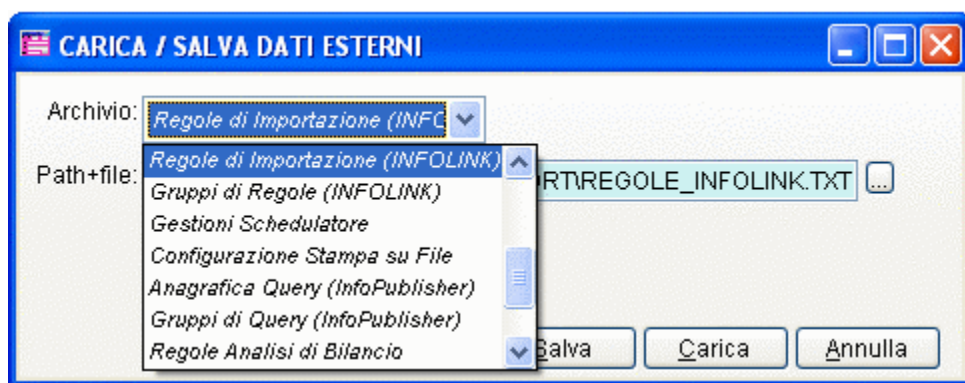 CARICA / SALVA DATI ESTERNI
Archivio: Regole di Importazione (INFO
Regole di Importazione (INFOLINK)
Path+file: RT\REGOLE_INFOLINK.TXT ...
Gruppi di Regole (INFOLINK)
Gestioni Schedulatore
Configurazione Stampa su File
Anagrafica Query (InfoPublisher)
Gruppi di Query (InfoPublisher)
Regole Analisi di Bilancio
Salva Carica Annulla